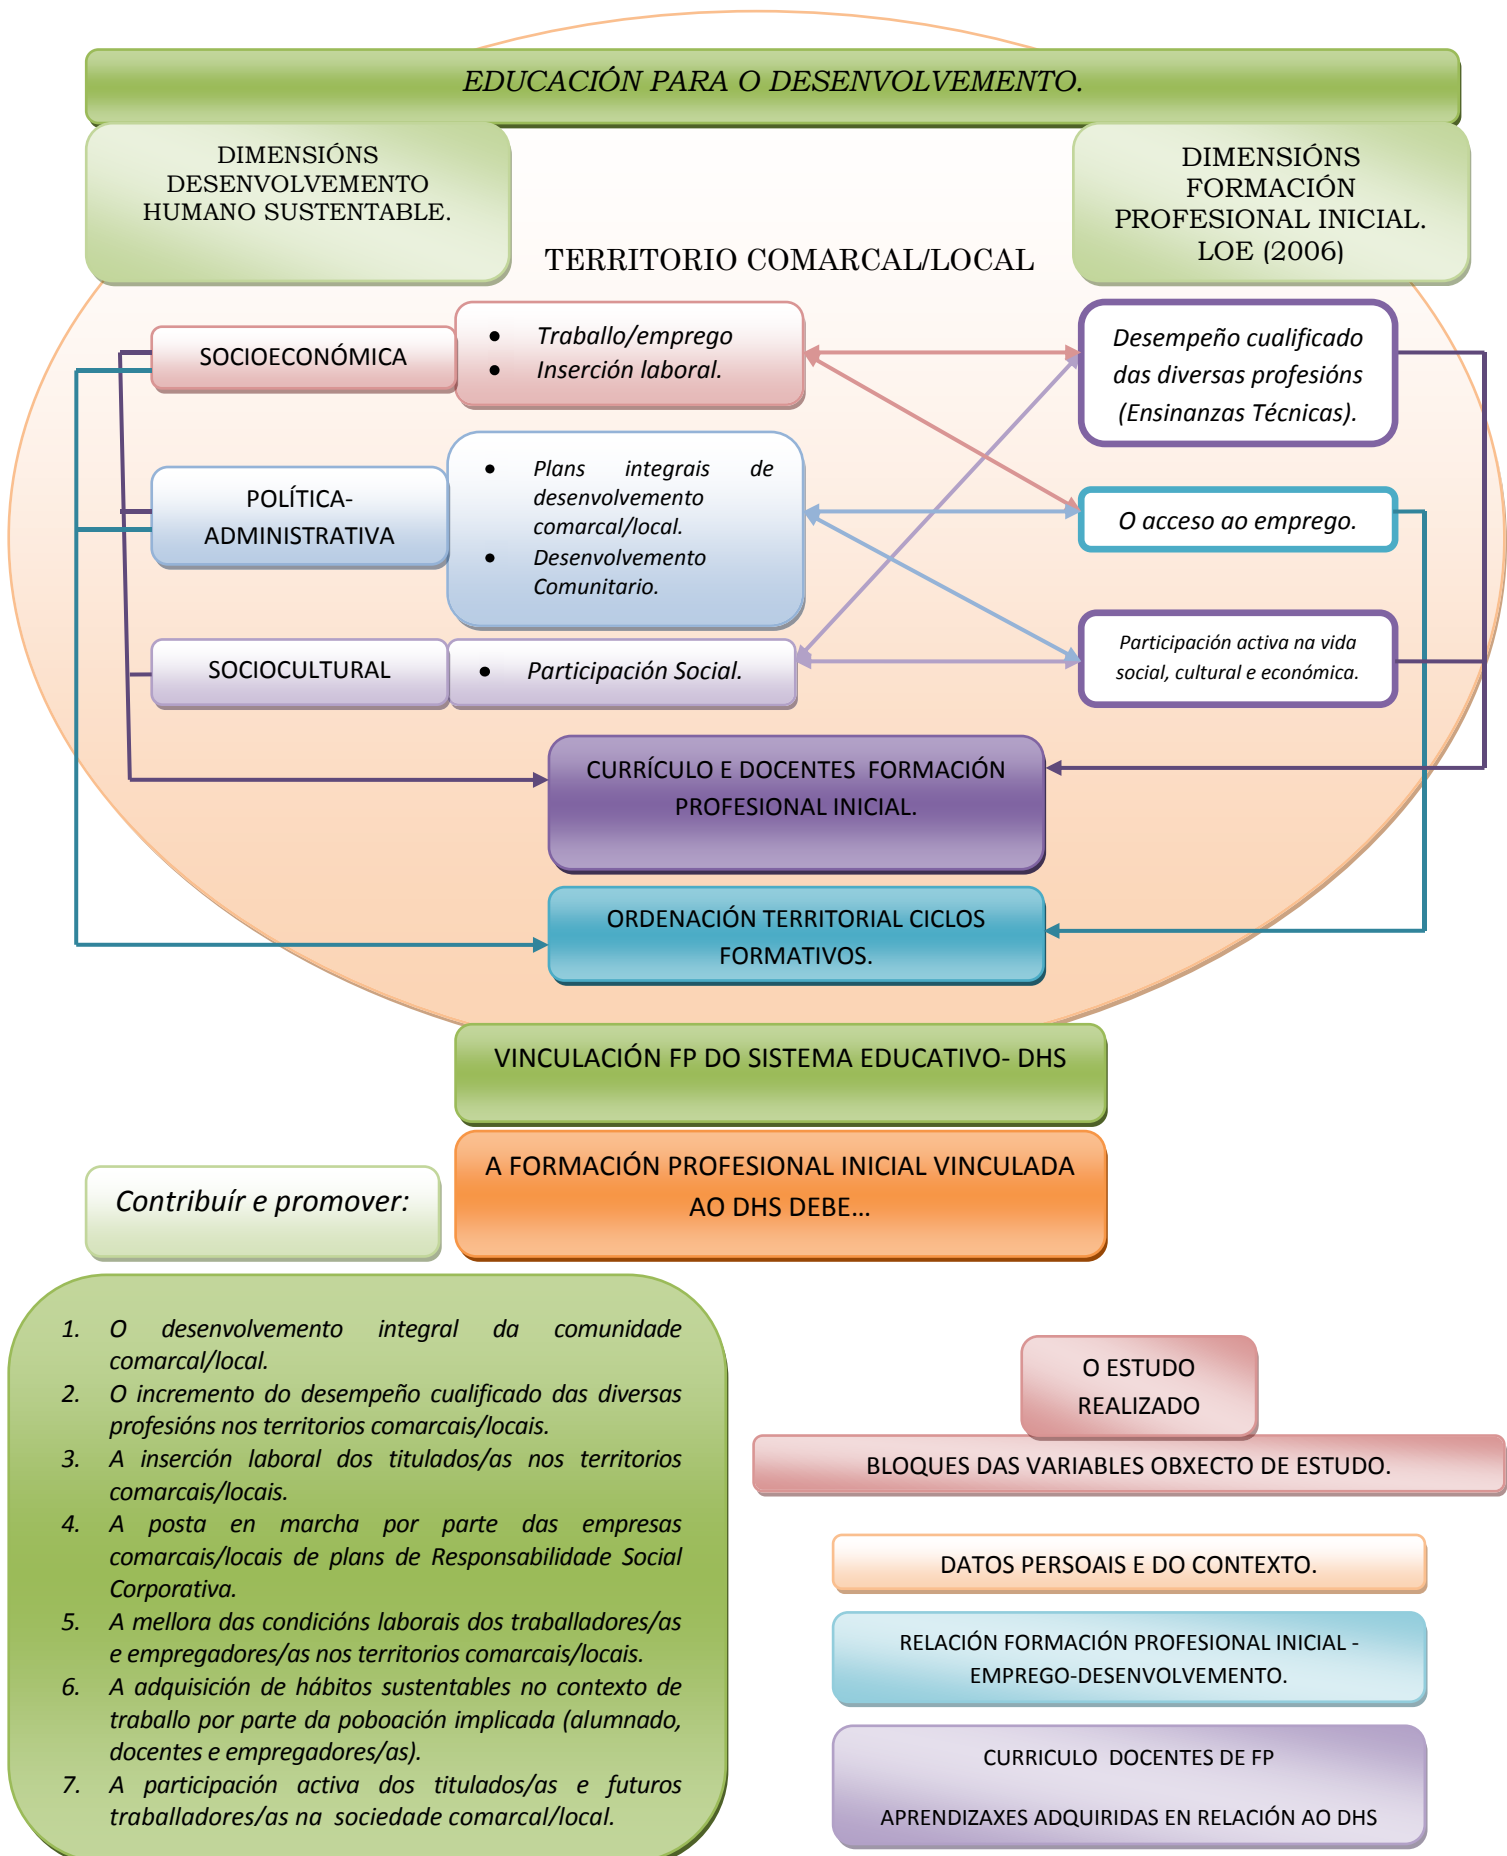 EDUCACIÓN PARA O DESENVOLVEMENTO.
DIMENSIÓNS
DESENVOLVEMENTO
HUMANO SUSTENTABLE.
DIMENSIÓNS
FORMACIÓN
PROFESIONAL INICIAL.
LOE (2006)
TERRITORIO COMARCAL/LOCAL
SOCIOECONÓMICA
• Traballo/emprego
• Inserción laboral.
Desempeño cualificado
das diversas profesións
(Ensinanzas Técnicas).
POLÍTICA-
ADMINISTRATIVA
• Plans integrais de
desenvolvemento
comarcal/local.
• Desenvolvemento
Comunitario.
O acceso ao emprego.
SOCIOCULTURAL
• Participación Social.
Participación activa na vida
social, cultural e económica.
CURRÍCULO E DOCENTES FORMACIÓN
PROFESIONAL INICIAL.
ORDENACIÓN TERRITORIAL CICLOS
FORMATIVOS.
VINCULACIÓN FP DO SISTEMA EDUCATIVO- DHS
A FORMACIÓN PROFESIONAL INICIAL VINCULADA
AO DHS DEBE...
Contribuír e promover:
1. O desenvolvemento integral da comunidade
comarcal/local.
2. O incremento do desempeño cualificado das diversas
profesións nos territorios comarcais/locais.
3. A inserción laboral dos titulados/as nos territorios
comarcais/locais.
4. A posta en marcha por parte das empresas
comarcais/locais de plans de Responsabilidade Social
Corporativa.
5. A mellora das condicións laborais dos traballadores/as
e empregadores/as nos territorios comarcais/locais.
6. A adquisición de hábitos sustentables no contexto de
traballo por parte da poboación implicada (alumnado,
docentes e empregadores/as).
7. A participación activa dos titulados/as e futuros
traballadores/as na sociedade comarcal/local.
O ESTUDO
REALIZADO
BLOQUES DAS VARIABLES OBXECTO DE ESTUDO.
DATOS PERSOAIS E DO CONTEXTO.
RELACIÓN FORMACIÓN PROFESIONAL INICIAL -
EMPREGO-DESENVOLVEMENTO.
CURRICULO DOCENTES DE FP
APRENDIZAXES ADQUIRIDAS EN RELACIÓN AO DHS